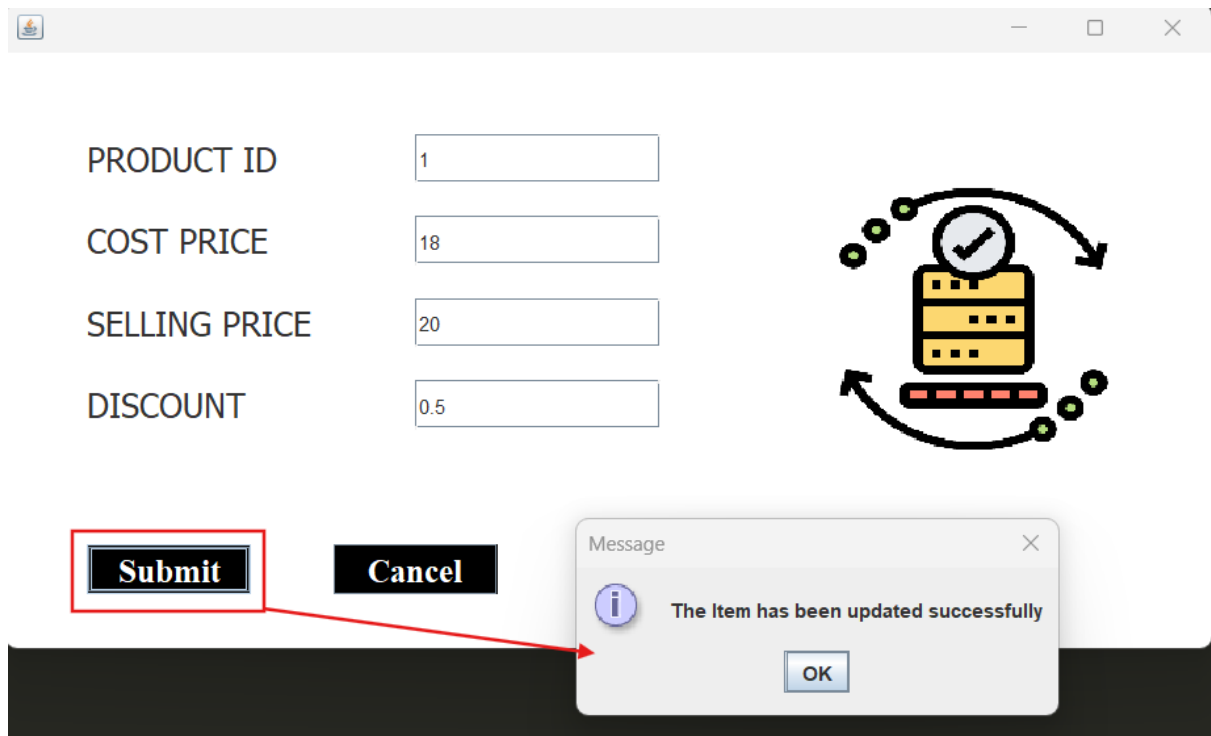 PRODUCT ID 1
COST PRICE 18
SELLING PRICE 20
DISCOUNT 0.5
Submit Cancel
Message
The Item has been updated successfully
OK